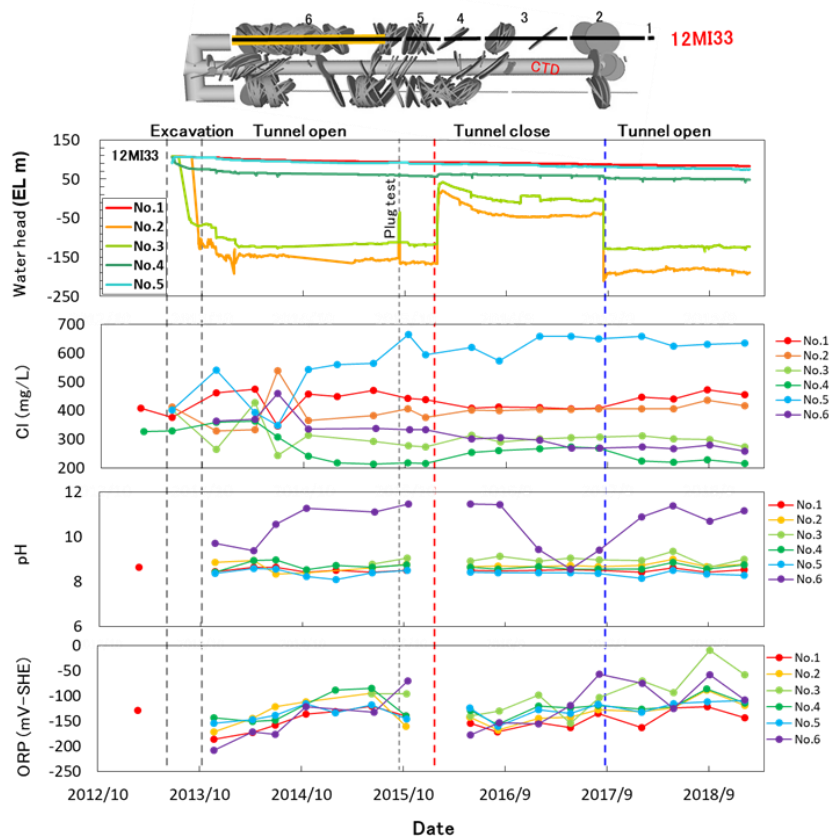 6 5 4 3 2 1
12MI33
CTD
Excavation Tunnel open Tunnel close Tunnel open
150
50
-50
-150
-250
Water head (EL m)
12MI33
No.1
No.2
No.3
No.4
No.5
Plug test
700
600
500
400
300
200
Cl (mg/L)
No.1
No.2
No.3
No.4
No.5
No.6
12
10
8
6
pH
No.1
No.2
No.3
No.4
No.5
No.6
0
-50
-100
-150
-200
-250
ORP (mV-SHE)
No.1
No.2
No.3
No.4
No.5
No.6
2012/10 2013/10 2014/10 2015/10 2016/9 2017/9 2018/9
Date